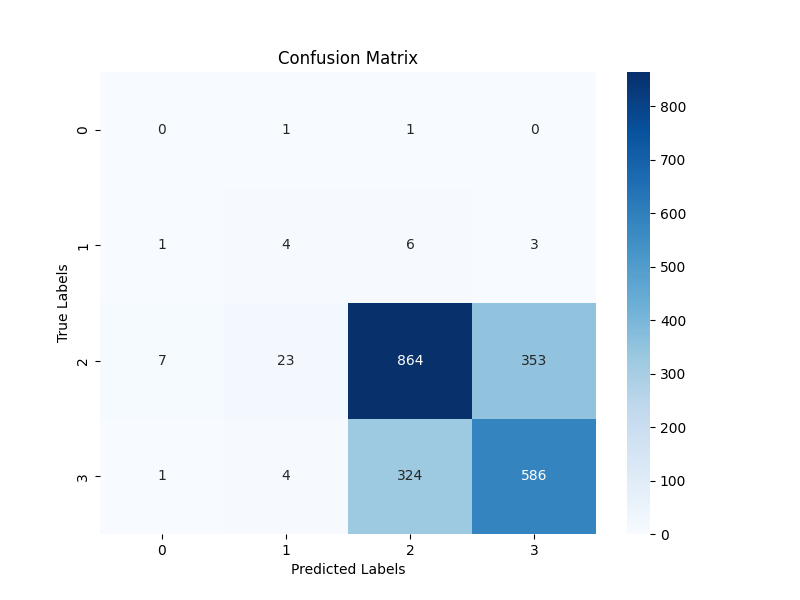 Confusion Matrix
0 0 1 1 0
1 1 4 6 3
2 7 23 864 353
3 1 4 324 586
0 1 2 3
Predicted Labels
True Labels
800
700
600
500
400
300
200
100
0